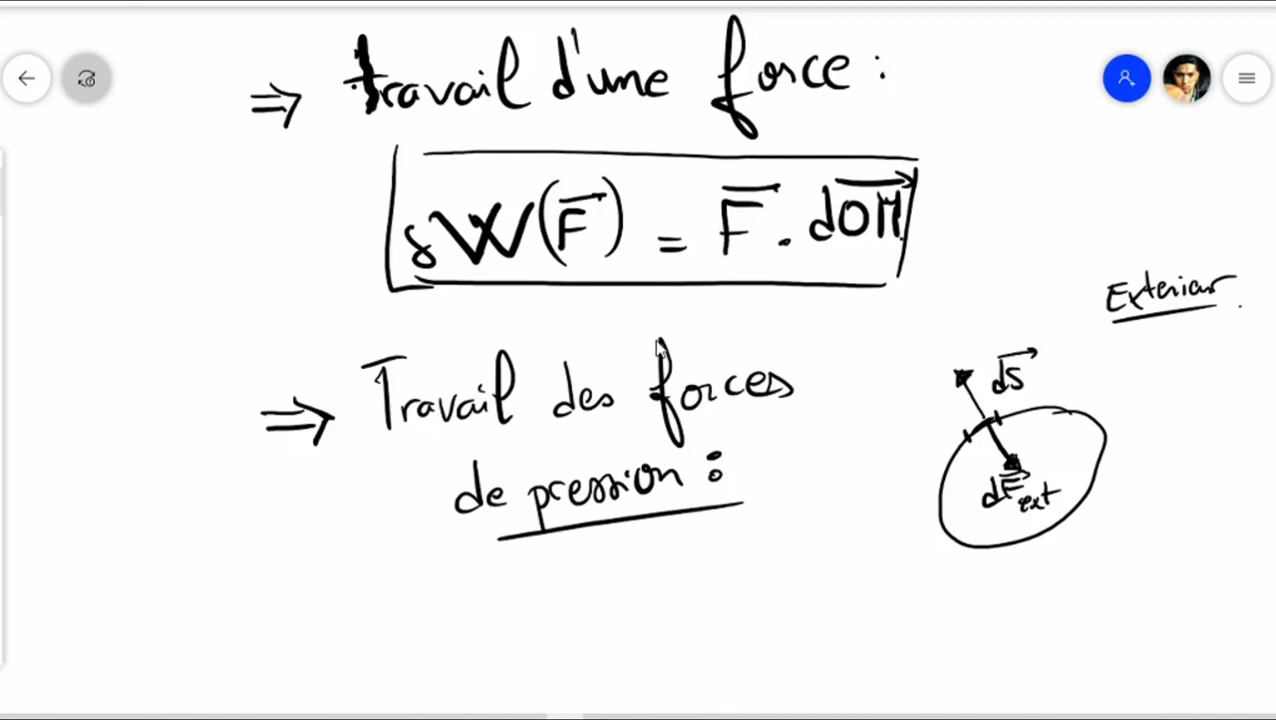 ⇒ travail d'une force :
δW(F⃗) = F⃗ . dOM⃗
Exterieur.
⇒ Travail des forces
de pression :
dS⃗
dF⃗ext